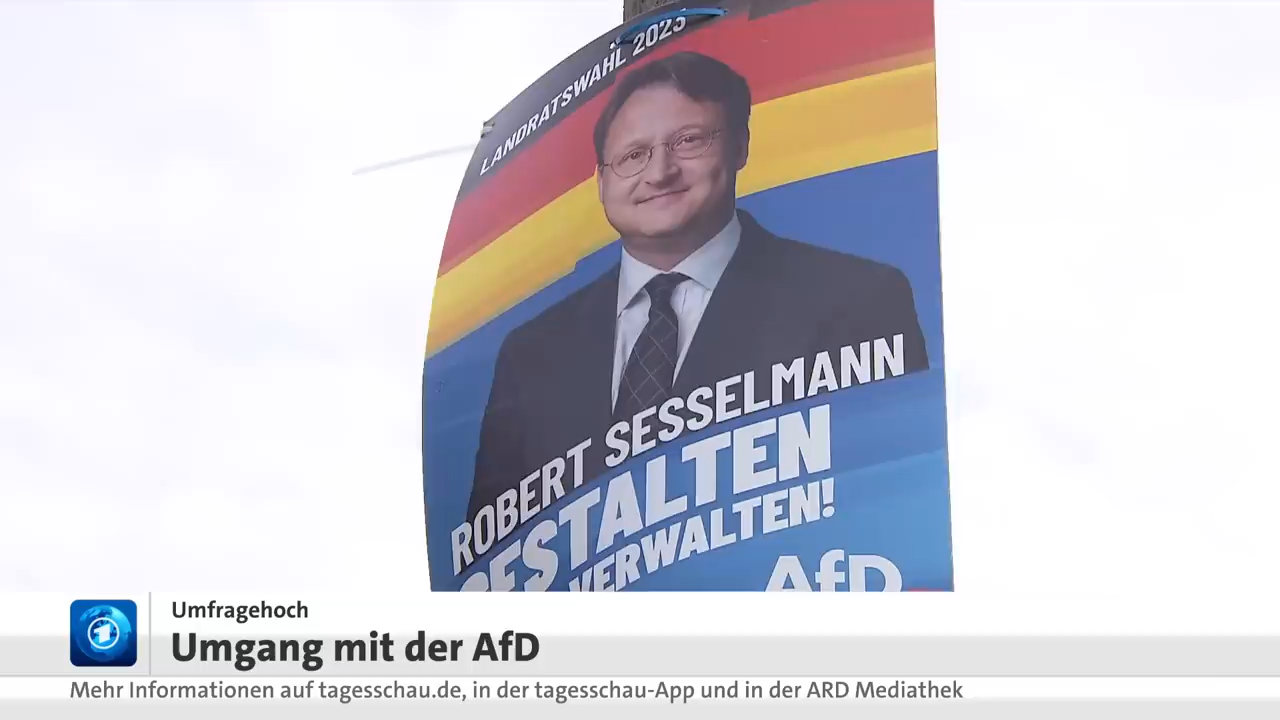 LANDRATSWAHL 2023
ROBERT SESSELMANN
GESTALTEN
VERWALTEN!
AfD
Umfragehoch
Umgang mit der AfD
Mehr Informationen auf tagesschau.de, in der tagesschau-App und in der ARD Mediathek